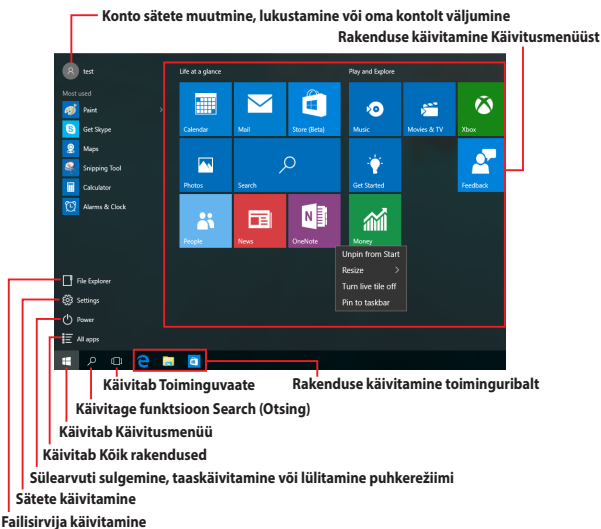 Konto sätete muutmine, lukustamine või oma kontolt väljumine
Rakenduse käivitamine Käivitusmenüüst
test
Life at a glance
Play and Explore
Most used
Paint
Get Skype
Maps
Snipping Tool
Calculator
Alarms & Clock
Calendar
Mail
Store (Beta)
Music
Movies & TV
Xbox
Photos
Search
Get Started
Feedback
People
News
OneNote
Money
Unpin from Start
Resize
Turn live tile off
Pin to taskbar
File Explorer
Settings
Power
All apps
Käivitab Toiminguvaate
Rakenduse käivitamine toiminguribalt
Käivitage funktsioon Search (Otsing)
Käivitab Käivitusmenüü
Käivitab Kõik rakendused
Sülearvuti sulgemine, taaskäivitamine või lülitamine puhkerežiimi
Sätete käivitamine
Failisirvija käivitamine